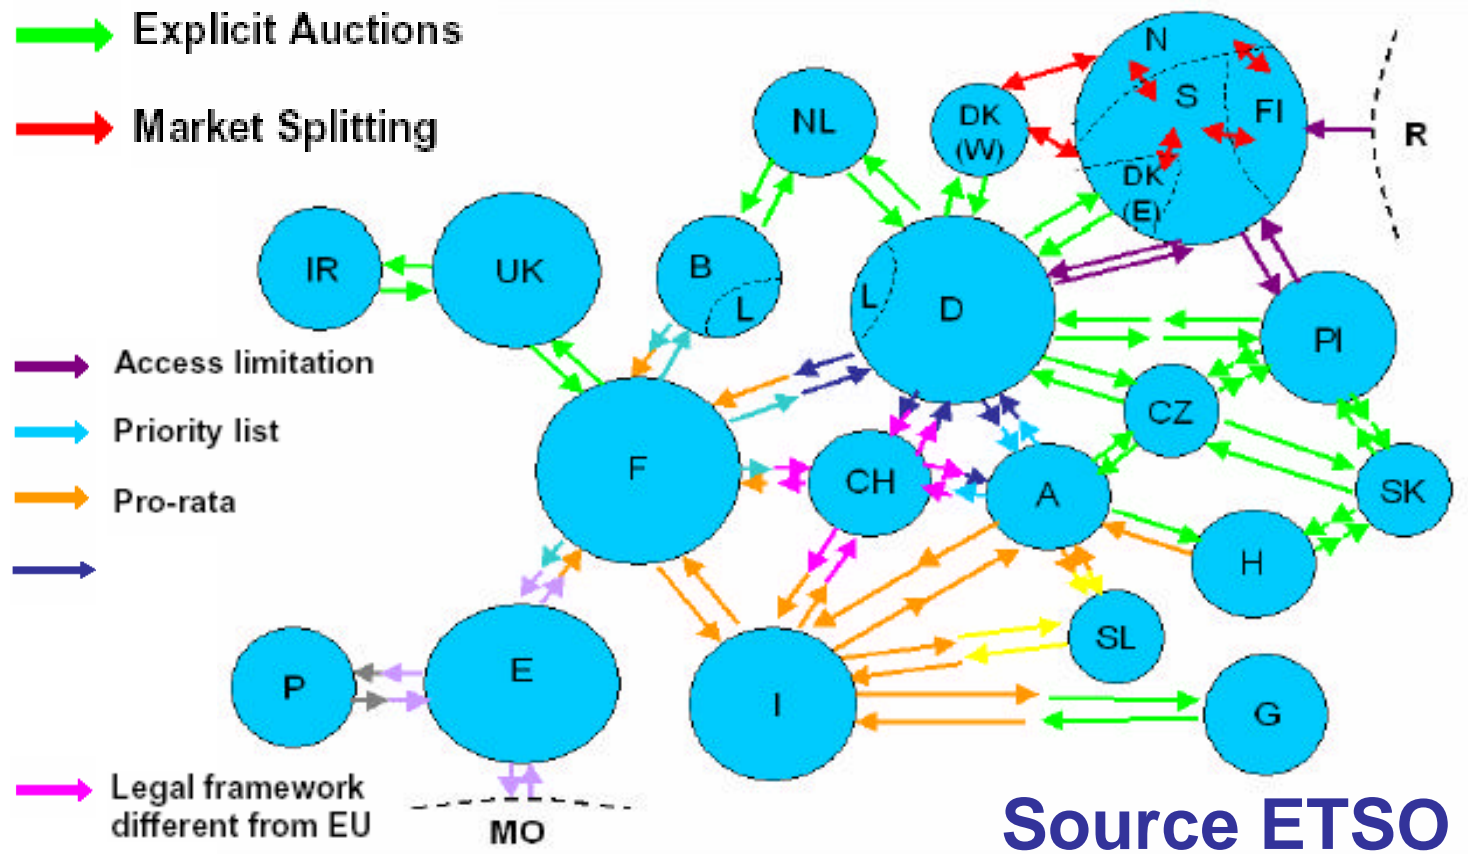 Explicit Auctions
Market Splitting
N
S
FI
DK
(W)
DK
(E)
R
NL
IR
UK
B
L
L
D
PI
Access limitation
Priority list
Pro-rata
CZ
F
CH
A
SK
H
SL
P
E
I
G
Legal framework
different from EU
MO
Source ETSO